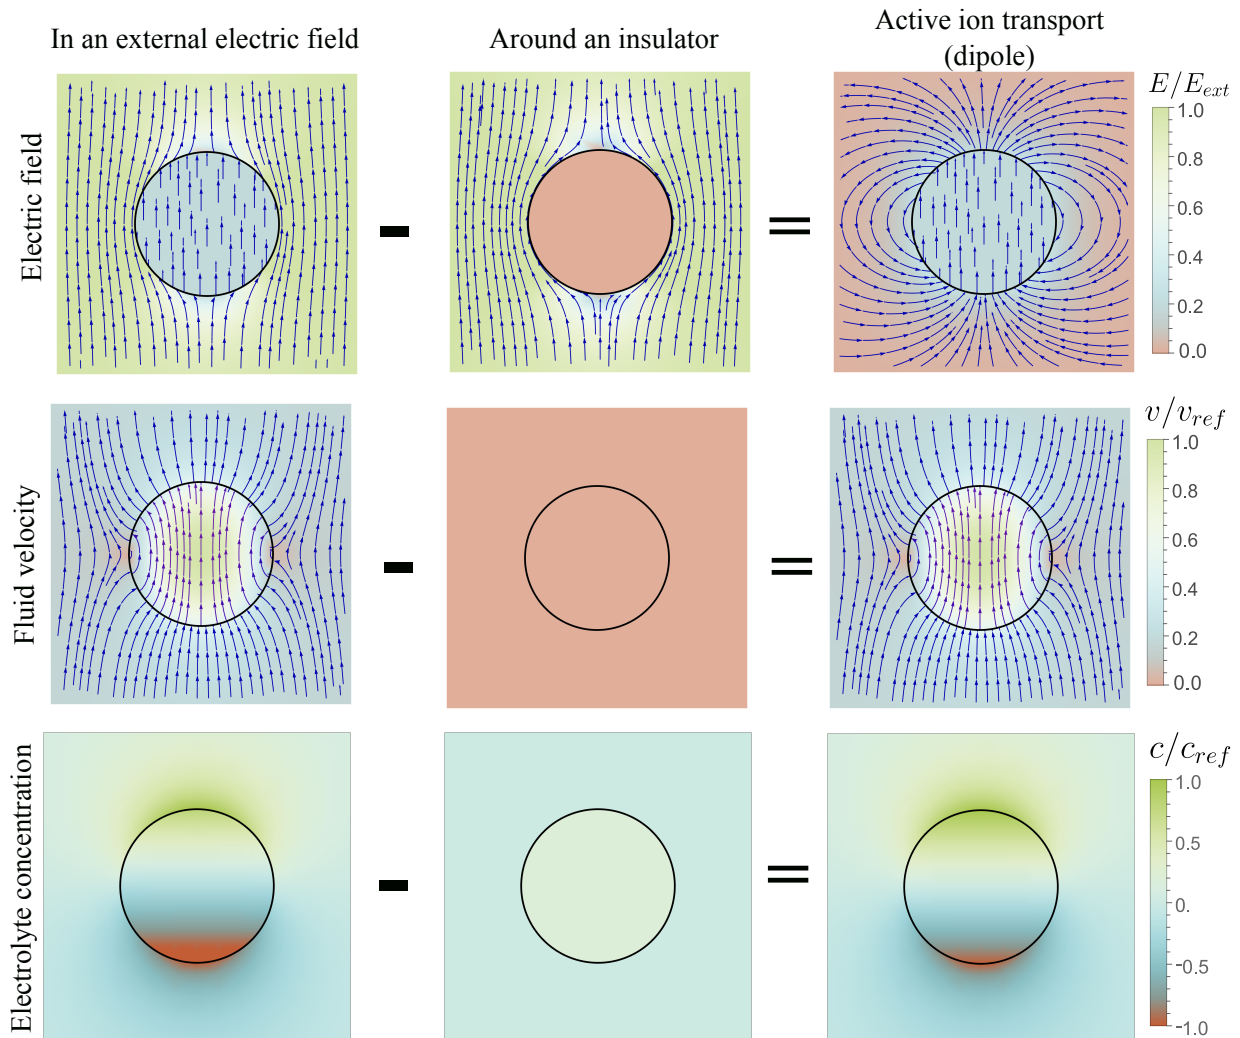 In an external electric field
Around an insulator
Active ion transport
(dipole)
Electric field
-
=
E/E_ext
1.0
0.8
0.6
0.4
0.2
0.0
Fluid velocity
-
=
v/v_ref
1.0
0.8
0.6
0.4
0.2
0.0
Electrolyte concentration
-
=
c/c_ref
1.0
0.5
0.
-0.5
-1.0